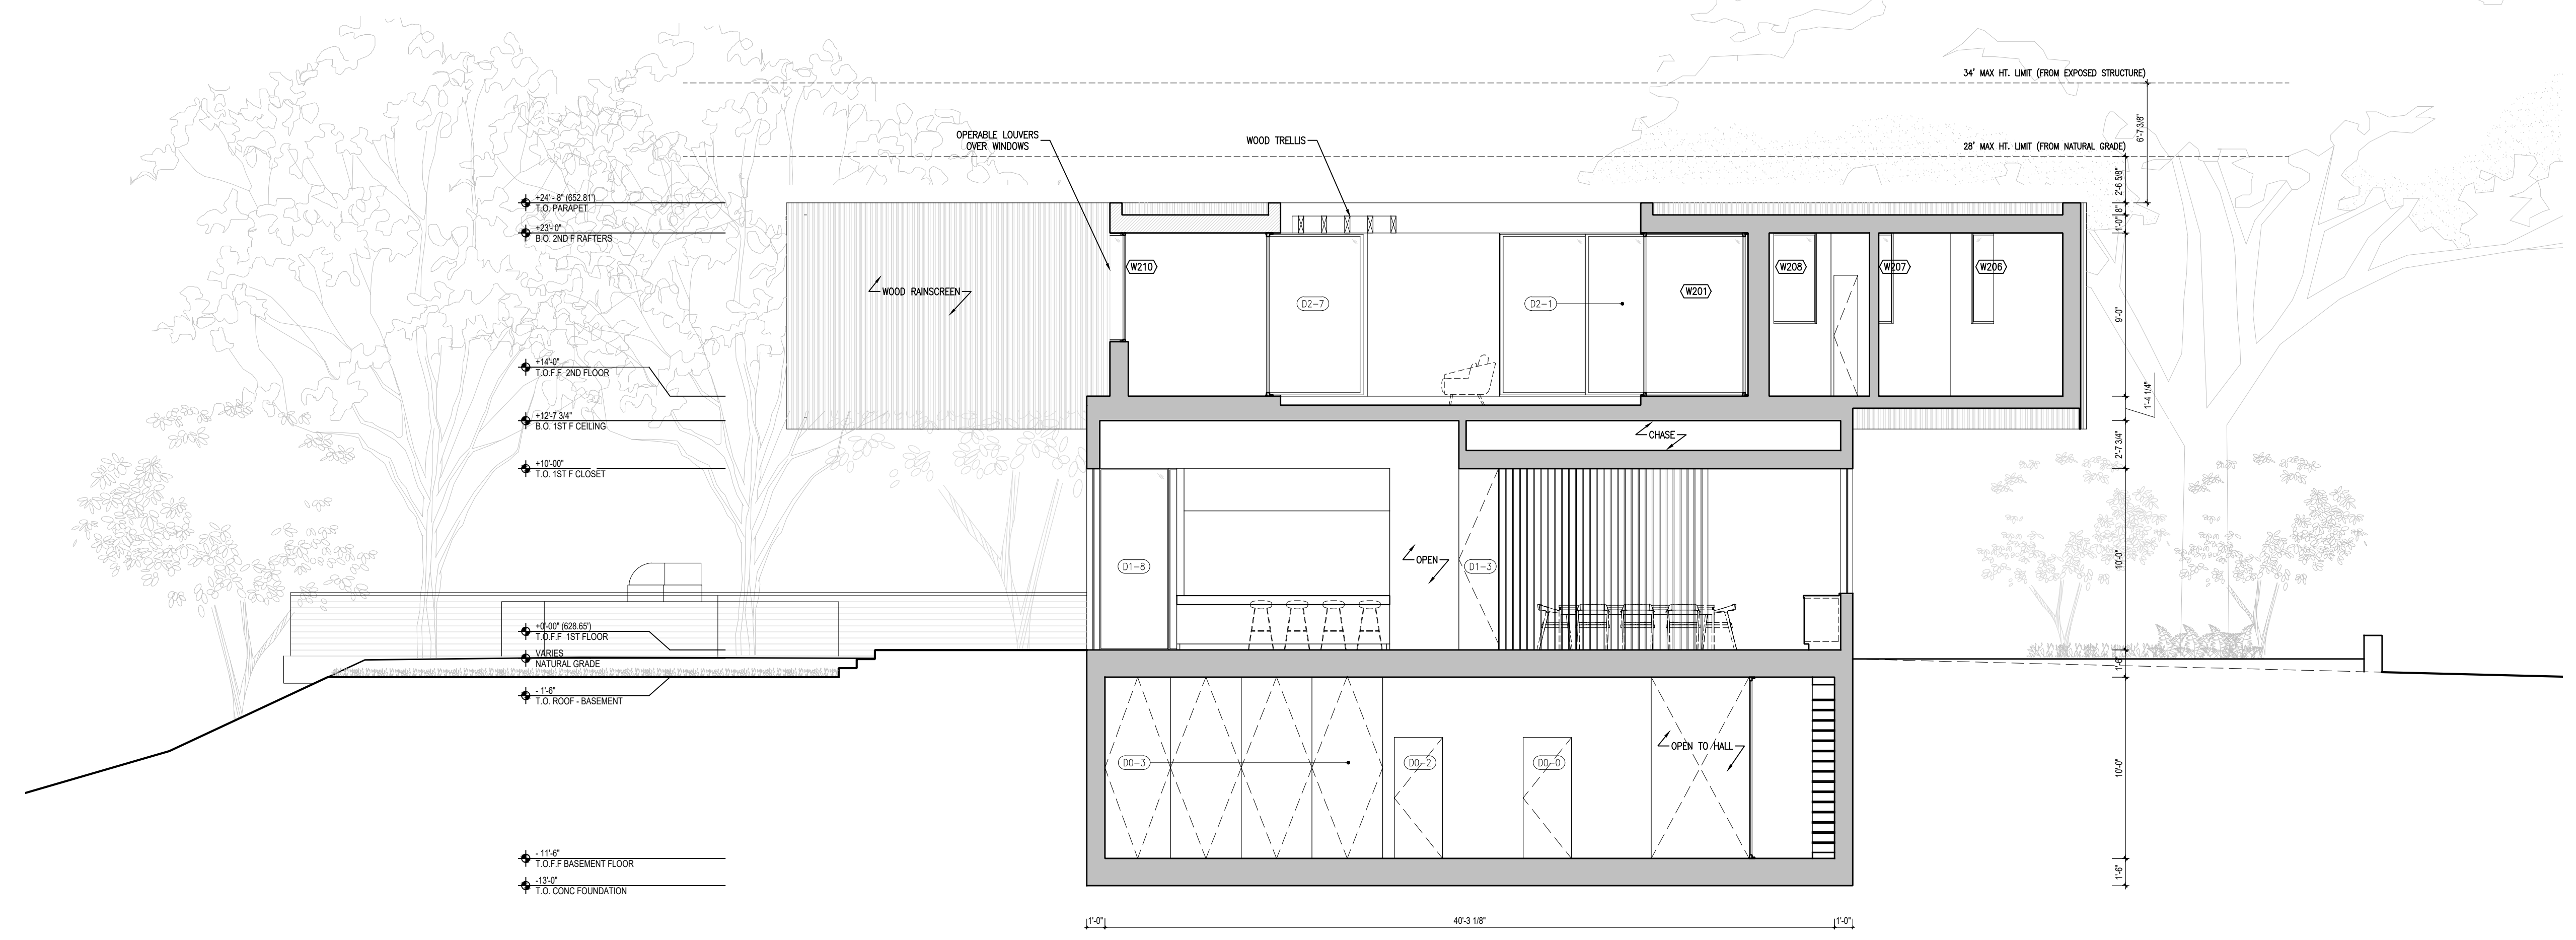 34' MAX HT. LIMIT (FROM EXPOSED STRUCTURE)
6'-7 3/8"
OPERABLE LOUVERS
OVER WINDOWS
WOOD TRELLIS
28' MAX HT. LIMIT (FROM NATURAL GRADE)
2'-6 5/8"
+24' - 8" (652.81')
T.O. PARAPET
8"
1'-0"
+23'- 0"
B.O. 2ND F RAFTERS
W210
W208
W207
W206
WOOD RAINSCREEN
W201
D2-7
D2-1
9'-0"
+14'-0"
T.O.F.F. 2ND FLOOR
1'-4 1/4"
+12'-7 3/4"
B.O. 1ST F CEILING
CHASE
2'-7 3/4"
+10'-00"
T.O. 1ST F CLOSET
D1-8
OPEN
D1-3
10'-0"
+0'-00" (628.65')
T.O.F.F 1ST FLOOR
VARIES
NATURAL GRADE
1'-6"
- 1'-6"
T.O. ROOF - BASEMENT
OPEN TO HALL
D0-3
D0-2
D0-0
10'-0"
- 11'-6"
T.O.F.F BASEMENT FLOOR
-13'-0"
T.O. CONC FOUNDATION
1'-6"
1'-0"
40'-3 1/8"
1'-0"